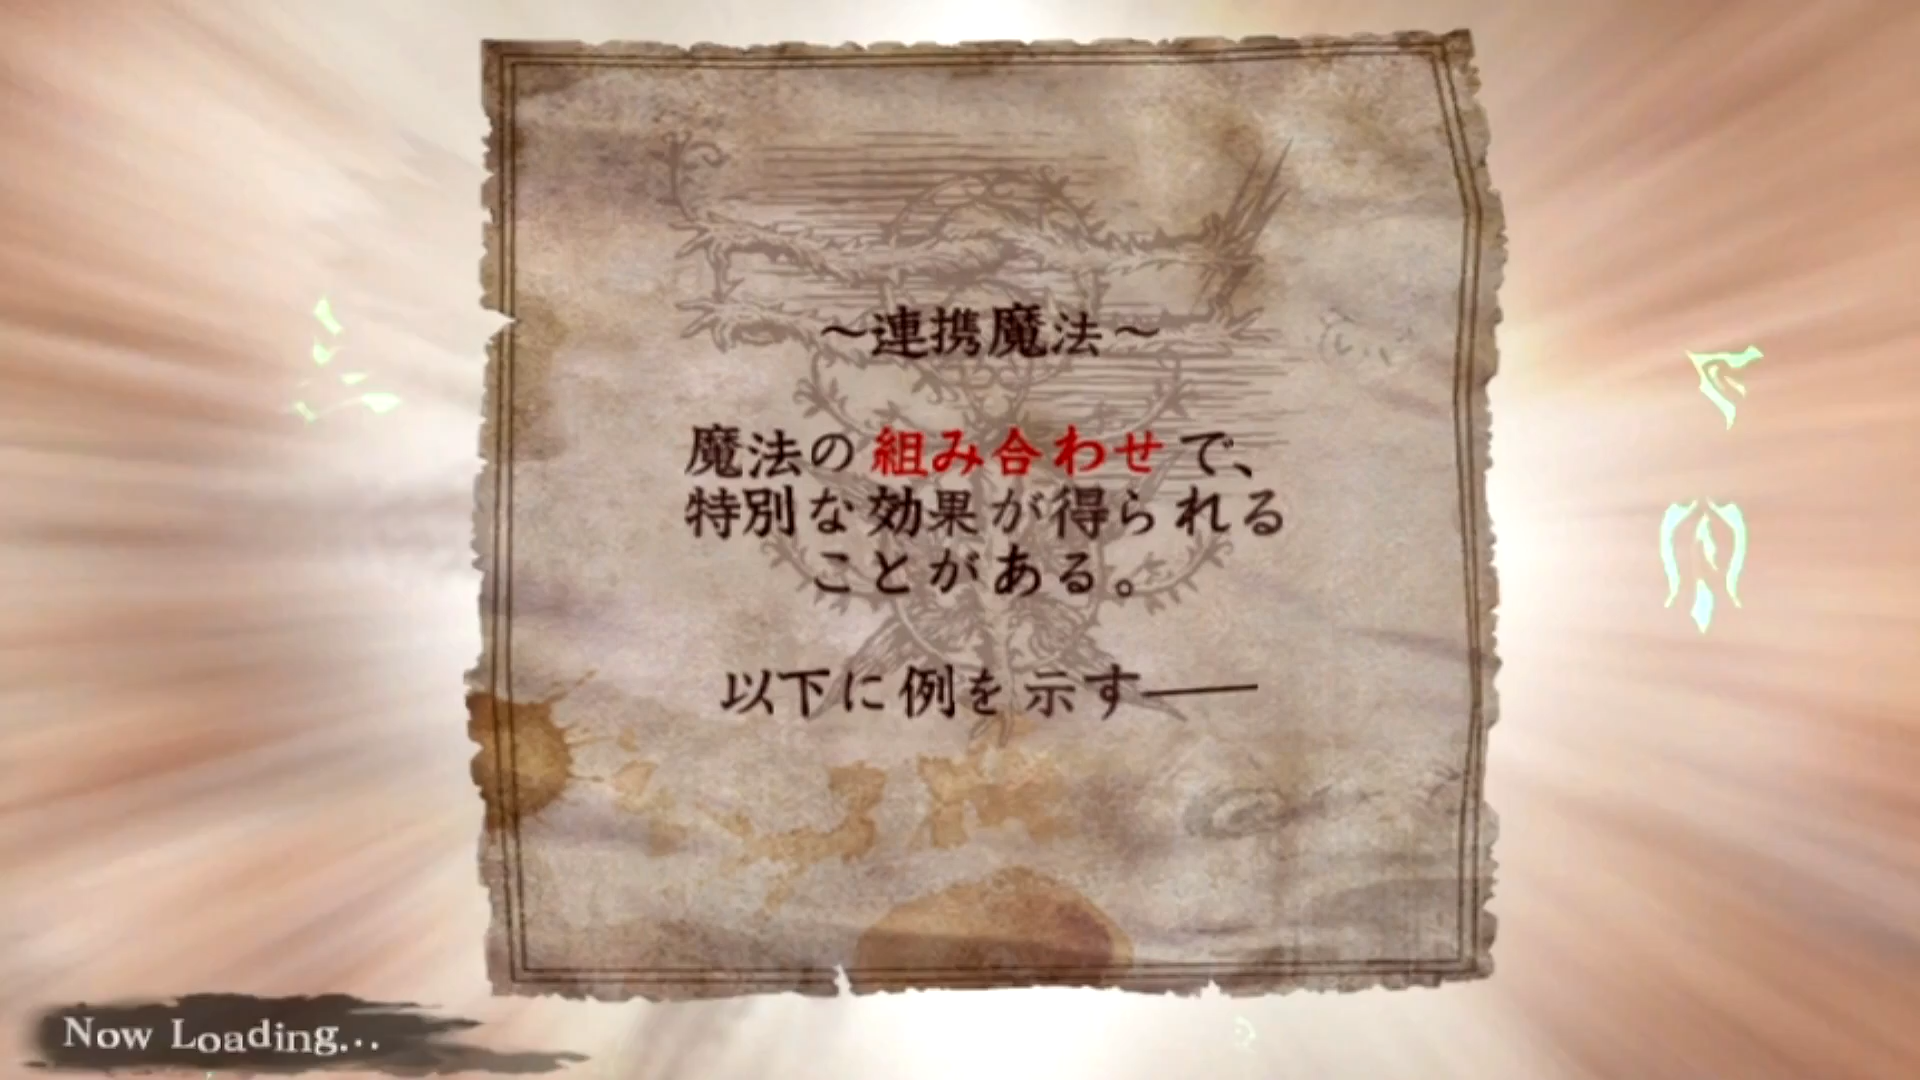 ～連携魔法～
魔法の組み合わせで、
特別な効果が得られる
ことがある。
以下に例を示す――
Now Loading...